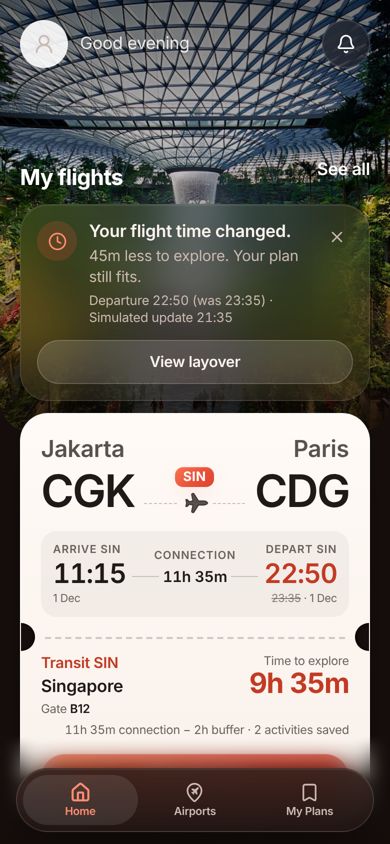 Good evening
My flights
See all
Your flight time changed.
45m less to explore. Your plan
still fits.
Departure 22:50 (was 23:35) ·
Simulated update 21:35
View layover
Jakarta
Paris
CGK
SIN
CDG
ARRIVE SIN
CONNECTION
DEPART SIN
11:15
11h 35m
22:50
1 Dec
23:35 · 1 Dec
Transit SIN
Time to explore
Singapore
9h 35m
Gate B12
11h 35m connection – 2h buffer · 2 activities saved
Home
Airports
My Plans